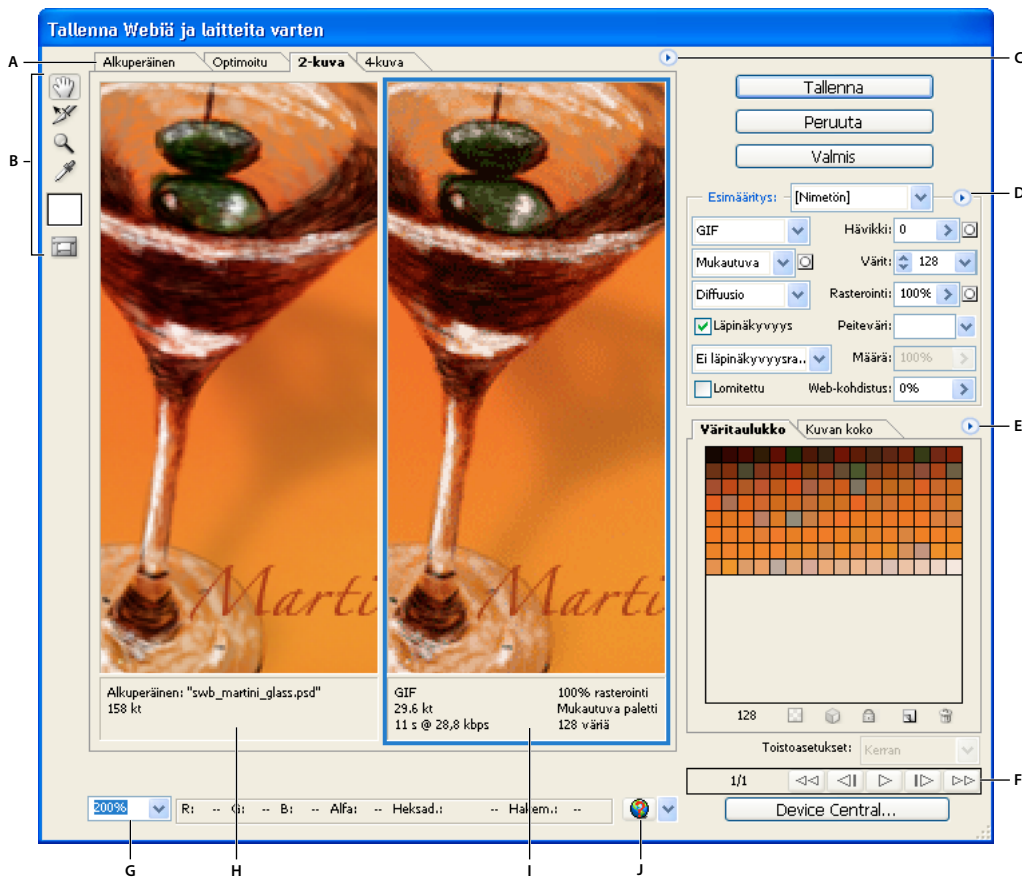 Tallenna Webiä ja laitteita varten
A
Alkuperäinen
Optimoitu
2-kuva
4-kuva
C
B
Tallenna
Peruuta
Valmis
Esimääritys: [Nimetön]
D
GIF
Hävikki: 0
Mukautuva
Värit: 128
Diffuusio
Rasterointi: 100%
Läpinäkyvyys
Peiteväri:
Ei läpinäkyvyysra..
Määrä: 100%
Lomitettu
Web-kohdistus: 0%
Väritaulukko
Kuvan koko
E
Marti
Marti
Alkuperäinen: "swb_martini_glass.psd"
158 kt
GIF
29.6 kt
11 s @ 28,8 kbps
100% rasterointi
Mukautuva paletti
128 väriä
128
Toistoasetukset: Kerran
1/1
F
200%
R: -- G: -- B: -- Alfa: -- Heksad.: -- Hakem.: --
Device Central...
G
H
I
J